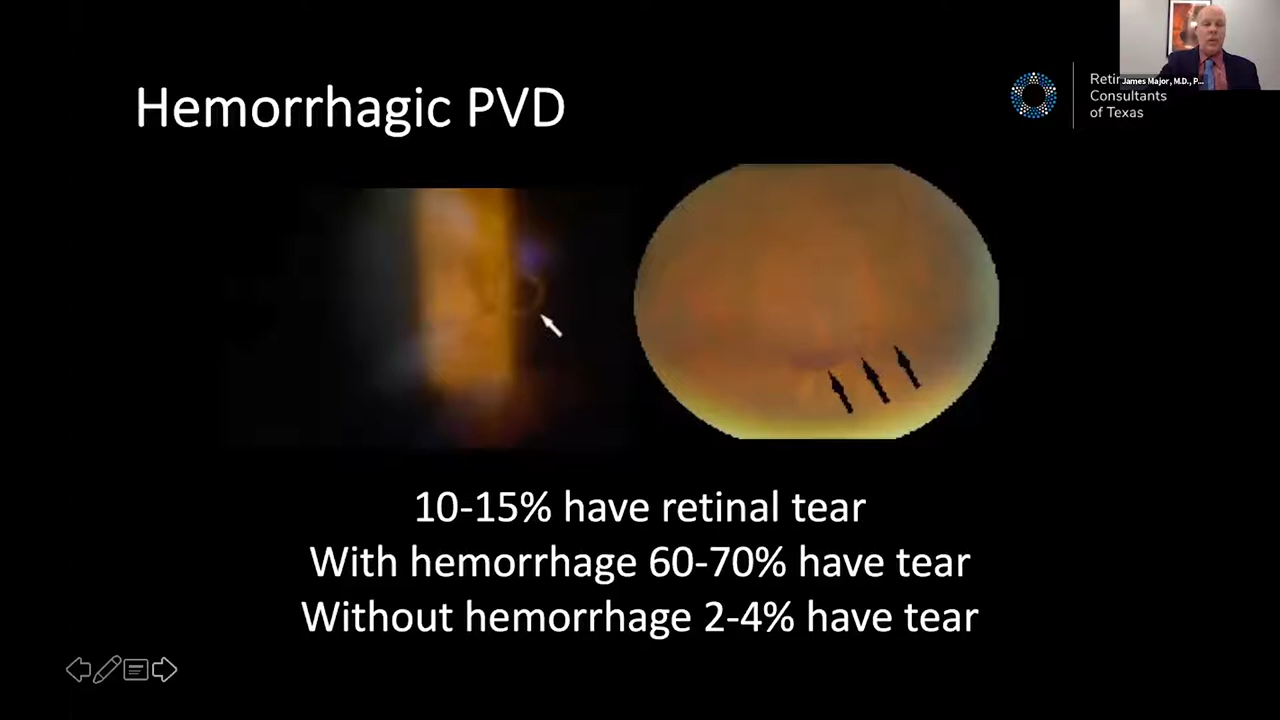 Hemorrhagic PVD
Consultants
of Texas
James Major, M.D., P...
10-15% have retinal tear
With hemorrhage 60-70% have tear
Without hemorrhage 2-4% have tear